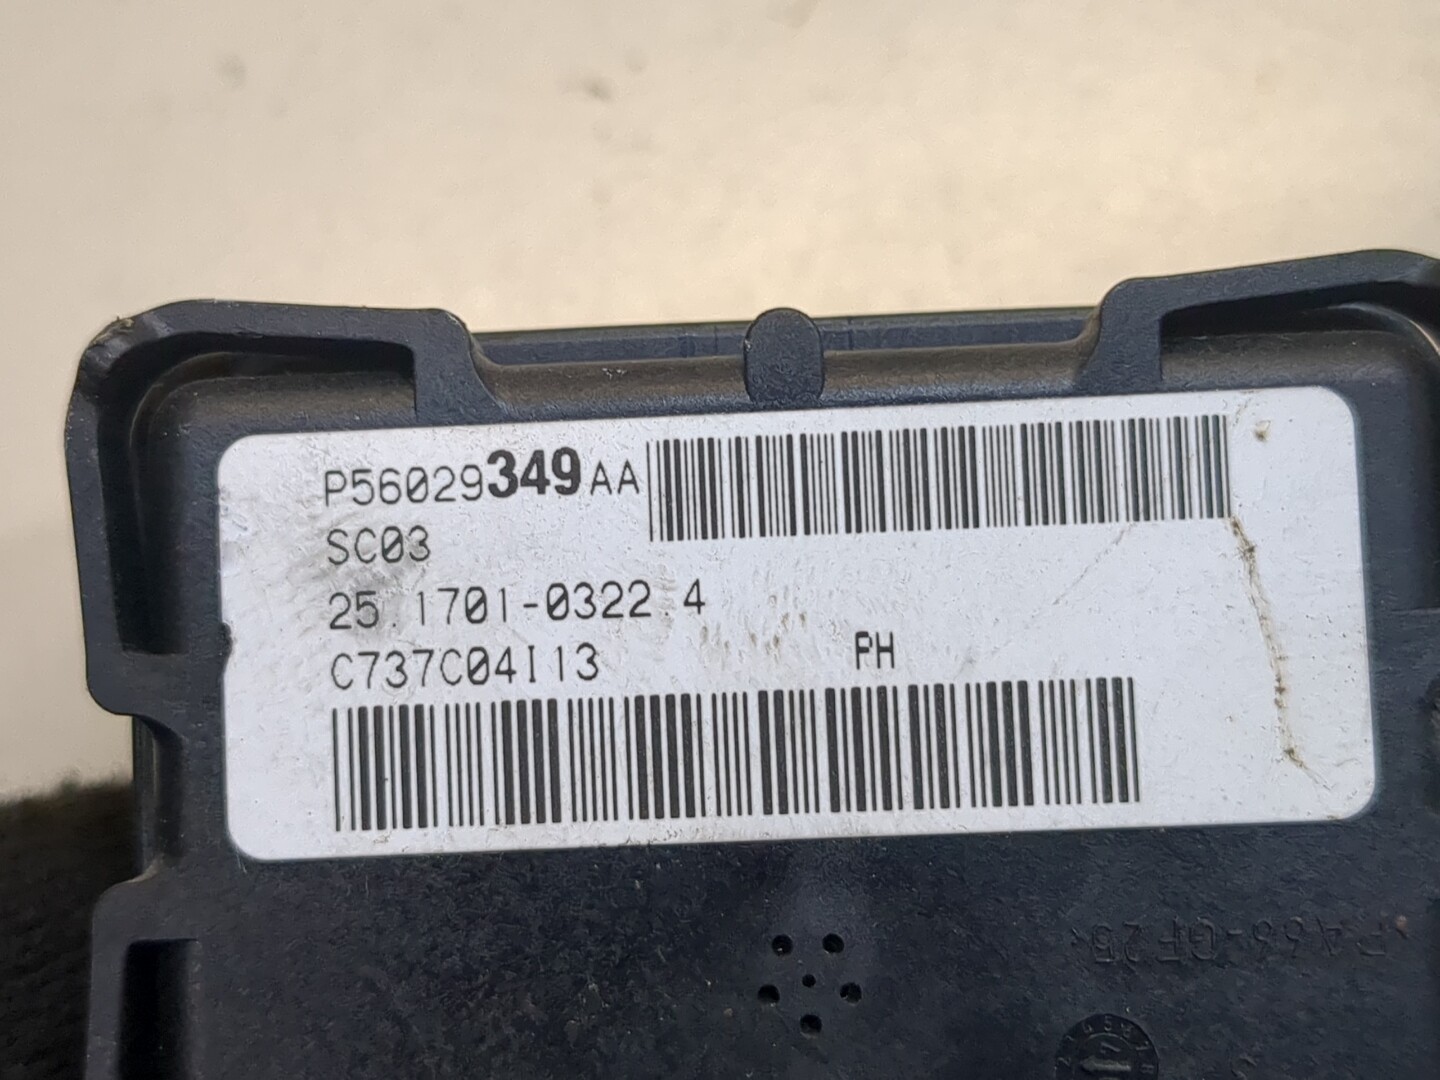 P56029349AA
SC03
25.1701-0322.4
C737C04I13 PH